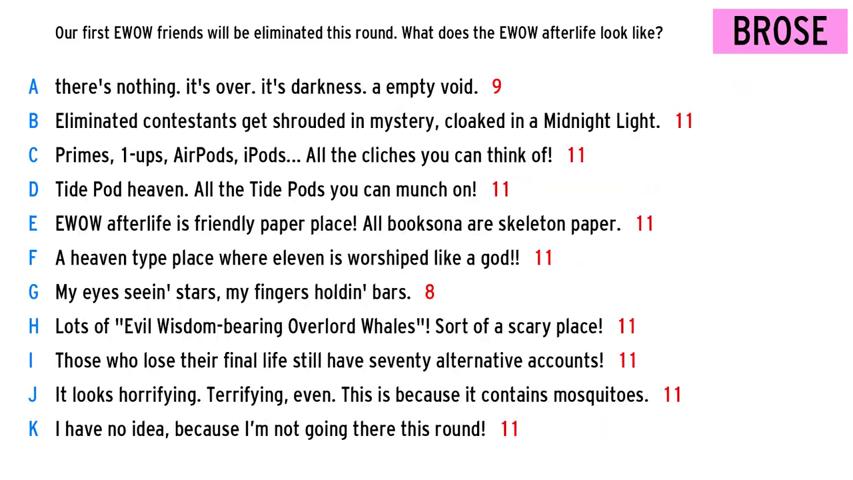 Our first EWOW friends will be eliminated this round. What does the EWOW afterlife look like?
BROSE
A there's nothing. it's over. it's darkness. a empty void. 9
B Eliminated contestants get shrouded in mystery, cloaked in a Midnight Light. 11
C Primes, 1-ups, AirPods, iPods... All the cliches you can think of! 11
D Tide Pod heaven. All the Tide Pods you can munch on! 11
E EWOW afterlife is friendly paper place! All booksona are skeleton paper. 11
F A heaven type place where eleven is worshiped like a god!! 11
G My eyes seein' stars, my fingers holdin' bars. 8
H Lots of "Evil Wisdom-bearing Overlord Whales"! Sort of a scary place! 11
I Those who lose their final life still have seventy alternative accounts! 11
J It looks horrifying. Terrifying, even. This is because it contains mosquitoes. 11
K I have no idea, because I'm not going there this round! 11